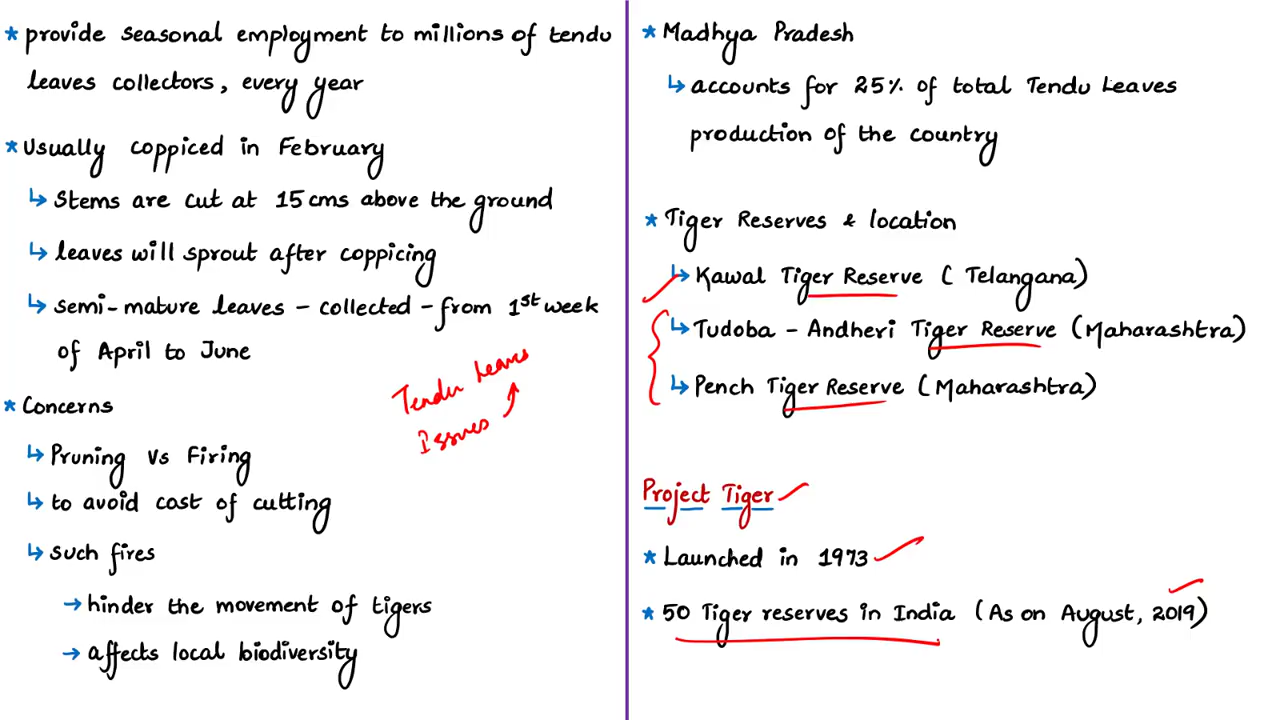 * provide seasonal employment to millions of tendu
leaves collectors, every year
* Usually coppiced in February
↳ Stems are cut at 15 cms above the ground
↳ leaves will sprout after coppicing
↳ semi-mature leaves - collected - from 1st week
of April to June
Tendu Leaves
Issues
* Concerns
↳ Pruning Vs Firing
↳ to avoid cost of cutting
↳ such fires
→ hinder the movement of tigers
→ affects local biodiversity
* Madhya Pradesh
↳ accounts for 25% of total Tendu Leaves
production of the country
* Tiger Reserves & location
↳ Kawal Tiger Reserve (Telangana)
↳ Tudoba - Andheri Tiger Reserve (Maharashtra)
↳ Pench Tiger Reserve (Maharashtra)
Project Tiger
* Launched in 1973
* 50 Tiger reserves in India (As on August, 2019)